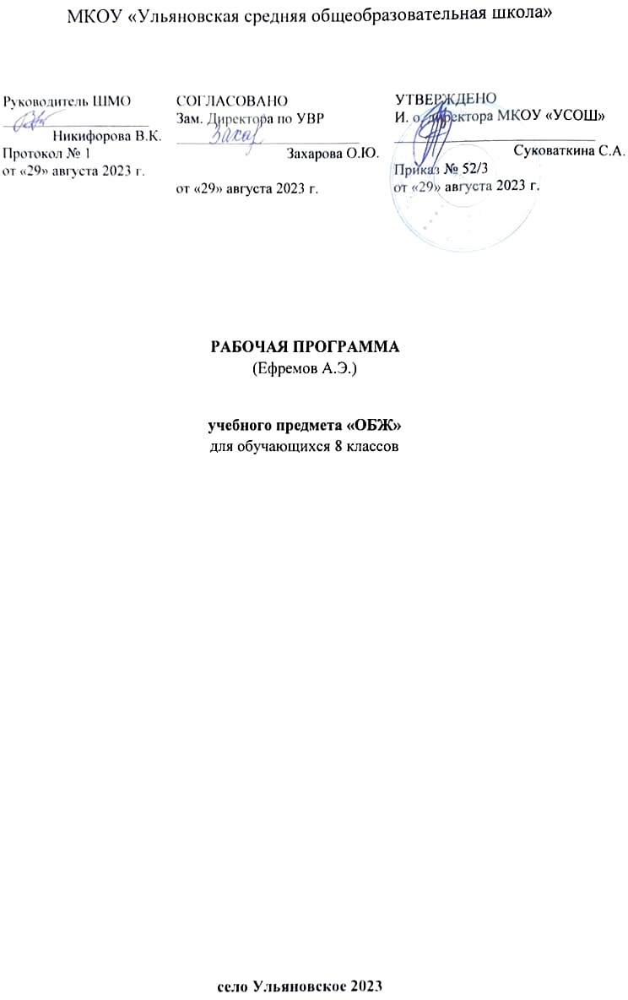 МКОУ «Ульяновская средняя общеобразовательная школа»
Руководитель ШМО
Никифорова В.К.
Протокол № 1
от «29» августа 2023 г.
СОГЛАСОВАНО
Зам. Директора по УВР
Захарова О.Ю.
от «29» августа 2023 г.
УТВЕРЖДЕНО
И. о. директора МКОУ «УСОШ»
Суковаткина С.А.
Приказ № 52/3
от «29» августа 2023 г.
РАБОЧАЯ ПРОГРАММА
(Ефремов А.Э.)
учебного предмета «ОБЖ»
для обучающихся 8 классов
село Ульяновское 2023